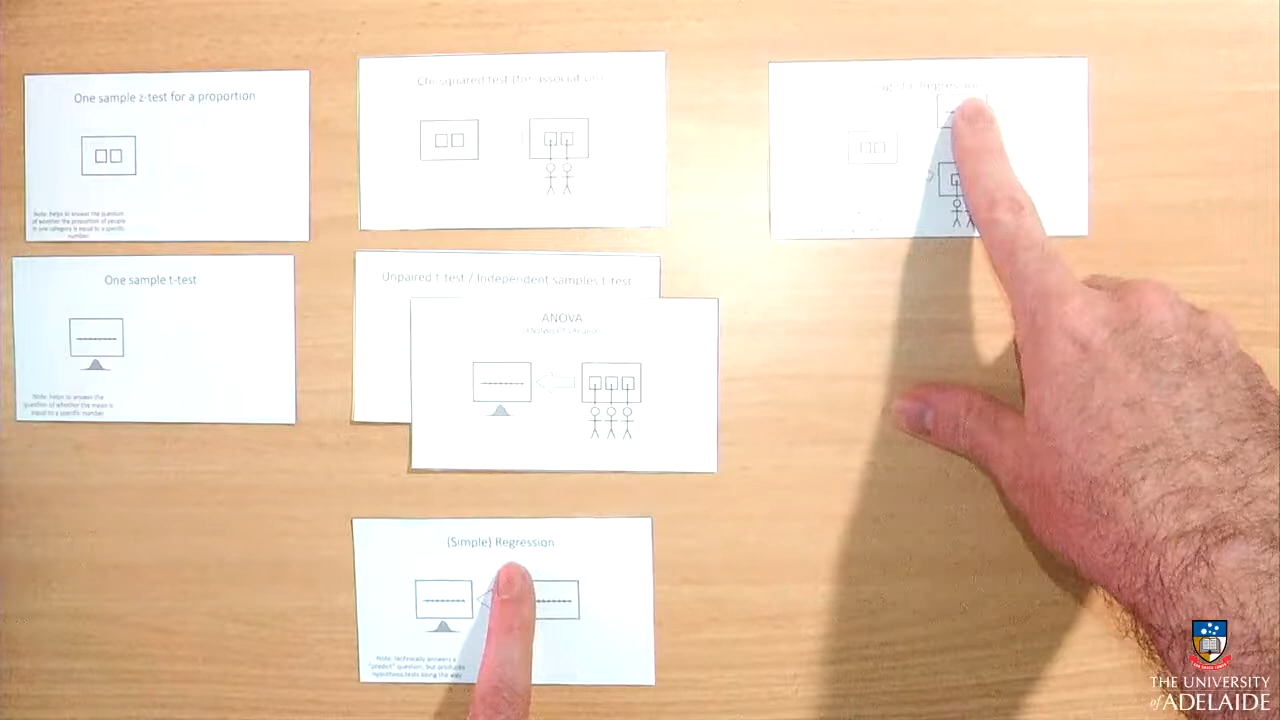 One sample z-test for a proportion
Note: helps to answer the question
of whether the proportion of people
in one category is equal to a specific
number.
Chi-squared test (for association)
Logistic Regression
One sample t-test
Note: helps to answer the
question of whether the mean is
equal to a specific number
Unpaired t-test / Independent samples t-test
ANOVA
(Simple) Regression
Note: technically answers a
"predict" question, but produces
hypothesis tests along the way
THE UNIVERSITY
of ADELAIDE